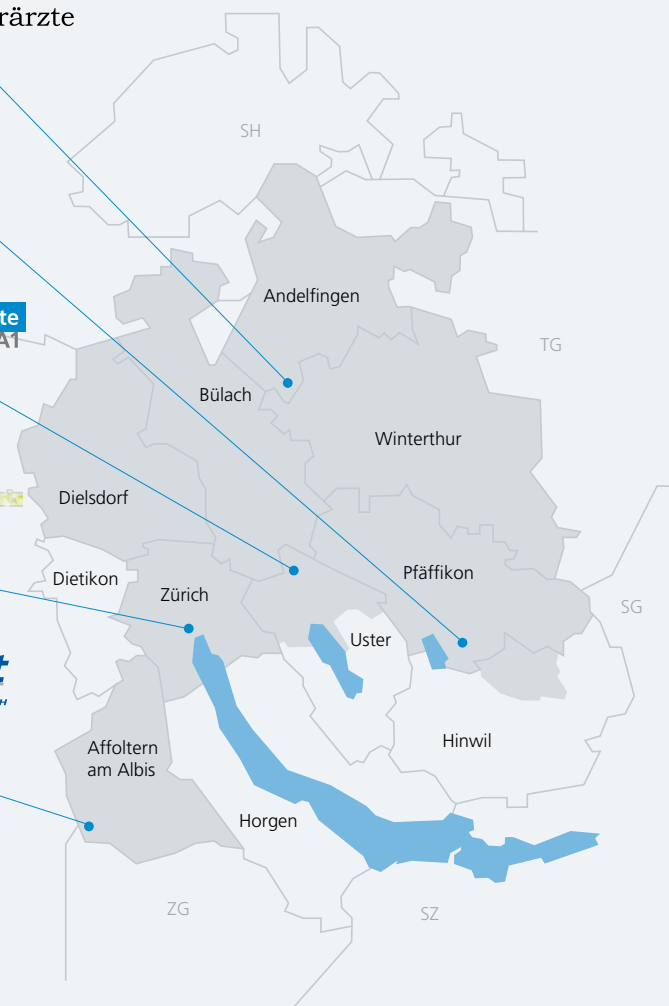 rärzte
SH
Andelfingen
te
A1
TG
Bülach
Winterthur
Dielsdorf
Pfäffikon
Dietikon
Zürich
SG
Uster
Hinwil
Affoltern
am Albis
Horgen
ZG
SZ